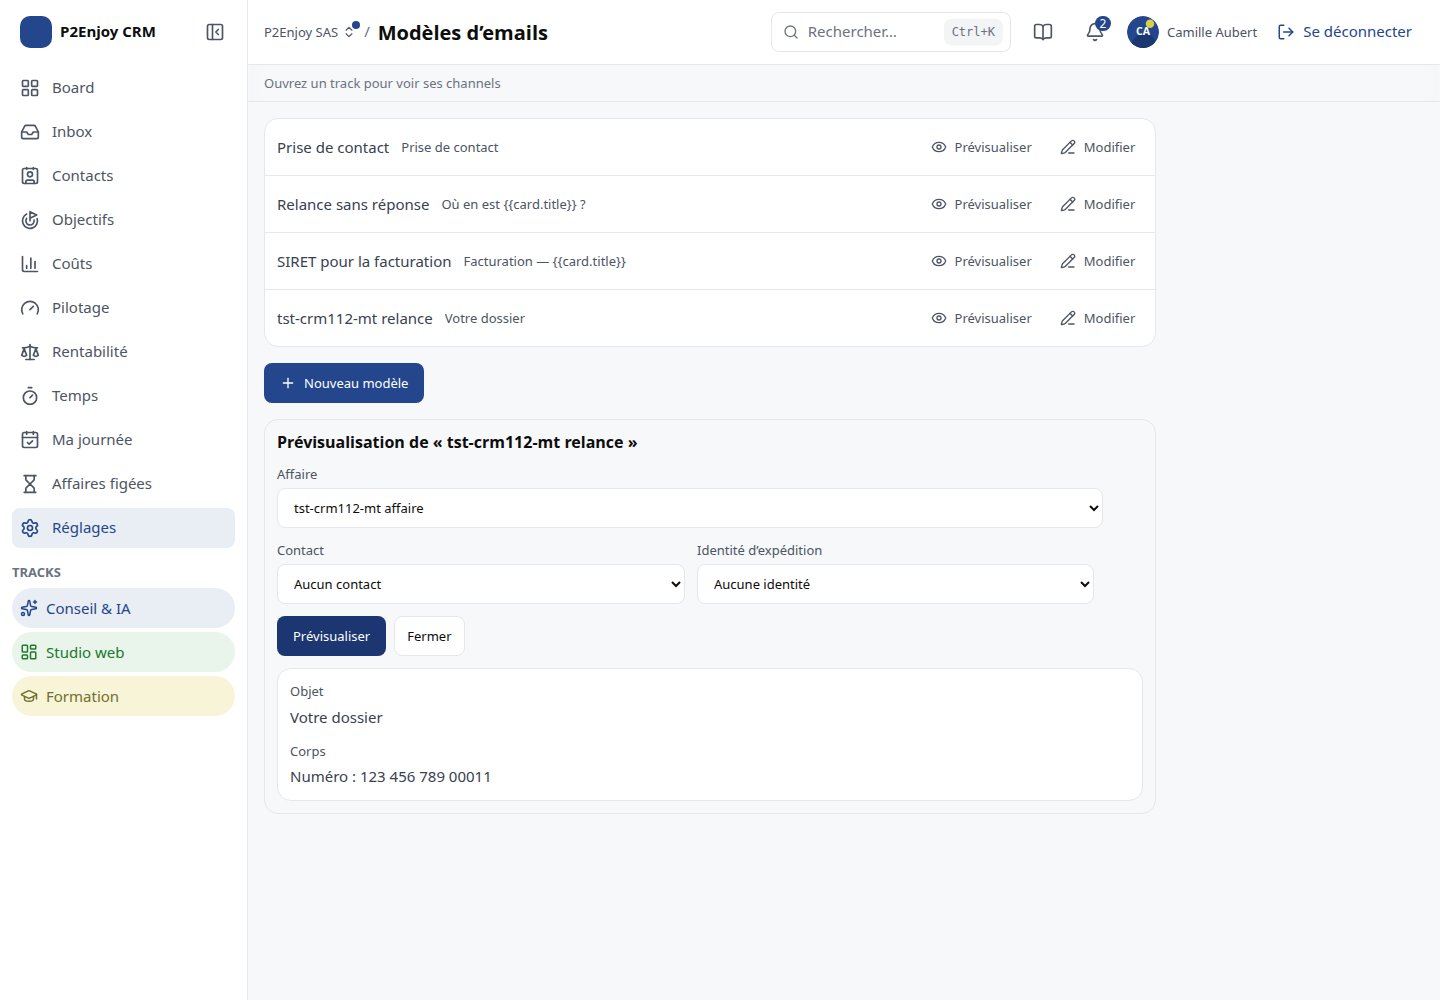 P2Enjoy CRM
Board
Inbox
Contacts
Objectifs
Coûts
Pilotage
Rentabilité
Temps
Ma journée
Affaires figées
Réglages
TRACKS
Conseil & IA
Studio web
Formation
P2Enjoy SAS / Modèles d’emails
Rechercher... Ctrl+K
2
CA Camille Aubert
Se déconnecter
Ouvrez un track pour voir ses channels
Prise de contact Prise de contact Prévisualiser Modifier
Relance sans réponse Où en est {{card.title}} ? Prévisualiser Modifier
SIRET pour la facturation Facturation — {{card.title}} Prévisualiser Modifier
tst-crm112-mt relance Votre dossier Prévisualiser Modifier
Nouveau modèle
Prévisualisation de « tst-crm112-mt relance »
Affaire
tst-crm112-mt affaire
Contact Identité d’expédition
Aucun contact Aucune identité
Prévisualiser Fermer
Objet
Votre dossier
Corps
Numéro : 123 456 789 00011